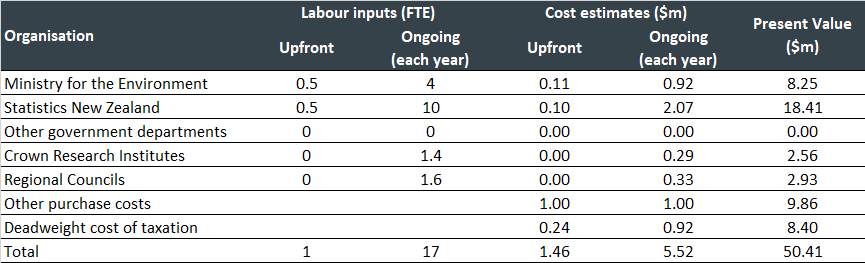 Organisation Labour inputs (FTE) Cost estimates ($m) Present Value ($m)
Upfront Ongoing (each year) Upfront Ongoing (each year)
Ministry for the Environment 0.5 4 0.11 0.92 8.25
Statistics New Zealand 0.5 10 0.10 2.07 18.41
Other government departments 0 0 0.00 0.00 0.00
Crown Research Institutes 0 1.4 0.00 0.29 2.56
Regional Councils 0 1.6 0.00 0.33 2.93
Other purchase costs 1.00 1.00 9.86
Deadweight cost of taxation 0.24 0.92 8.40
Total 1 17 1.46 5.52 50.41